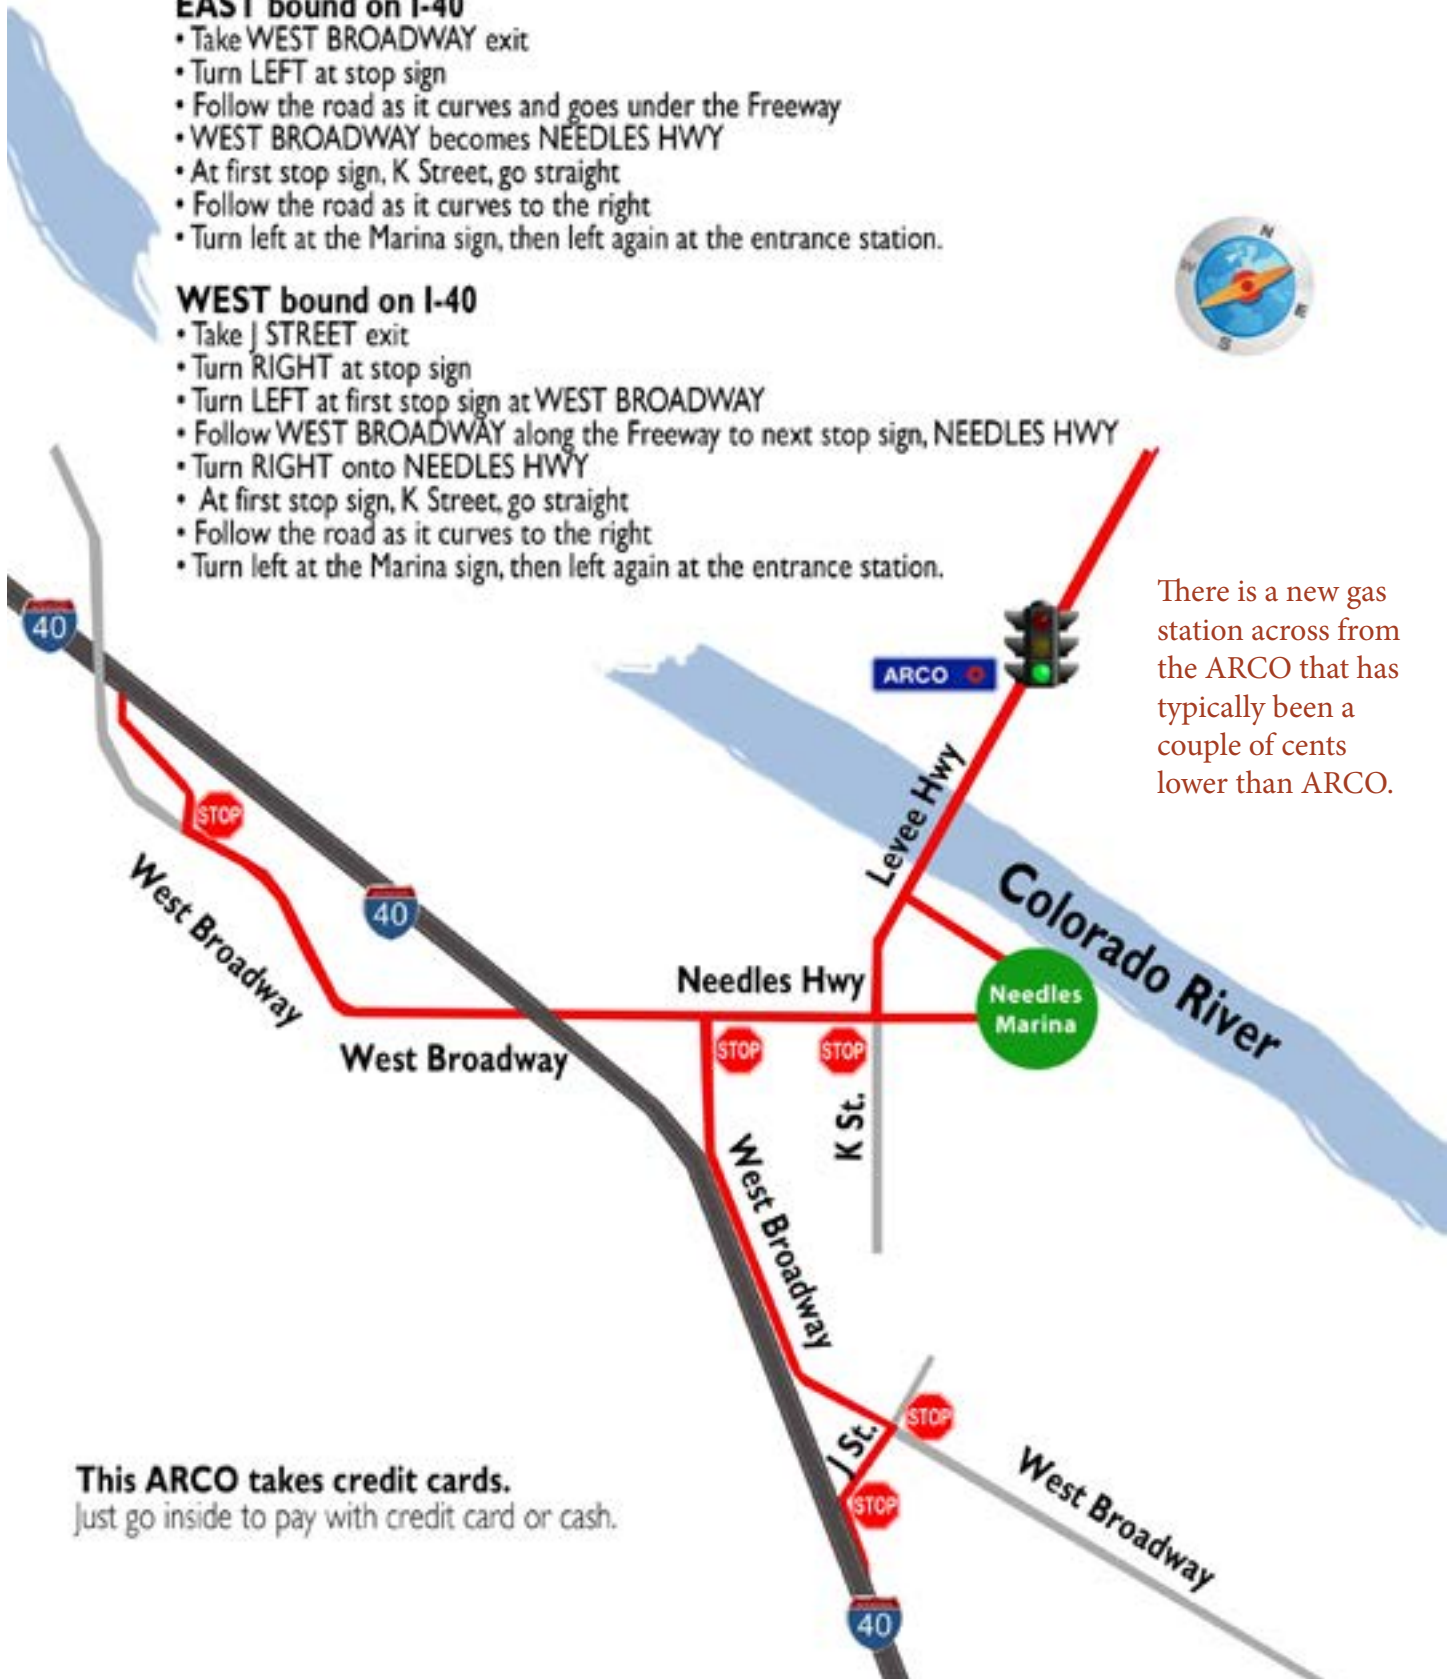 EAST bound on I-40
• Take WEST BROADWAY exit
• Turn LEFT at stop sign
• Follow the road as it curves and goes under the Freeway
• WEST BROADWAY becomes NEEDLES HWY
• At first stop sign, K Street, go straight
• Follow the road as it curves to the right
• Turn left at the Marina sign, then left again at the entrance station.
N
W
E
S
WEST bound on I-40
• Take J STREET exit
• Turn RIGHT at stop sign
• Turn LEFT at first stop sign at WEST BROADWAY
• Follow WEST BROADWAY along the Freeway to next stop sign, NEEDLES HWY
• Turn RIGHT onto NEEDLES HWY
• At first stop sign, K Street, go straight
• Follow the road as it curves to the right
• Turn left at the Marina sign, then left again at the entrance station.
There is a new gas
station across from
the ARCO that has
typically been a
couple of cents
lower than ARCO.
40
ARCO
STOP
Levee Hwy
West Broadway
40
Colorado River
Needles Hwy
Needles
Marina
West Broadway
STOP
STOP
K St.
West Broadway
STOP
J St.
STOP
West Broadway
This ARCO takes credit cards.
Just go inside to pay with credit card or cash.
40